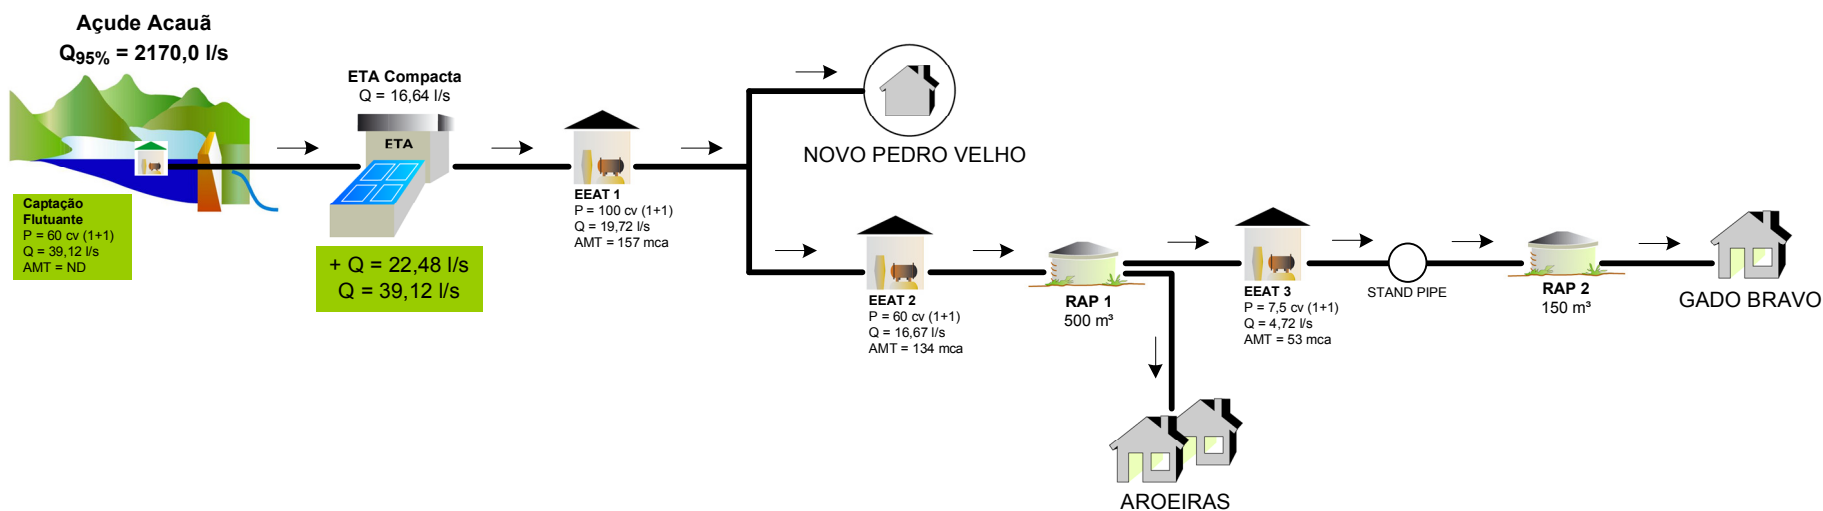 Açude Acauã
Q95% = 2170,0 l/s
Captação
Flutuante
P = 60 cv (1+1)
Q = 39,12 l/s
AMT = ND
ETA Compacta
Q = 16,64 l/s
ETA
+ Q = 22,48 l/s
Q = 39,12 l/s
EEAT 1
P = 100 cv (1+1)
Q = 19,72 l/s
AMT = 157 mca
NOVO PEDRO VELHO
EEAT 2
P = 60 cv (1+1)
Q = 16,67 l/s
AMT = 134 mca
RAP 1
500 m³
AROEIRAS
EEAT 3
P = 7,5 cv (1+1)
Q = 4,72 l/s
AMT = 53 mca
STAND PIPE
RAP 2
150 m³
GADO BRAVO